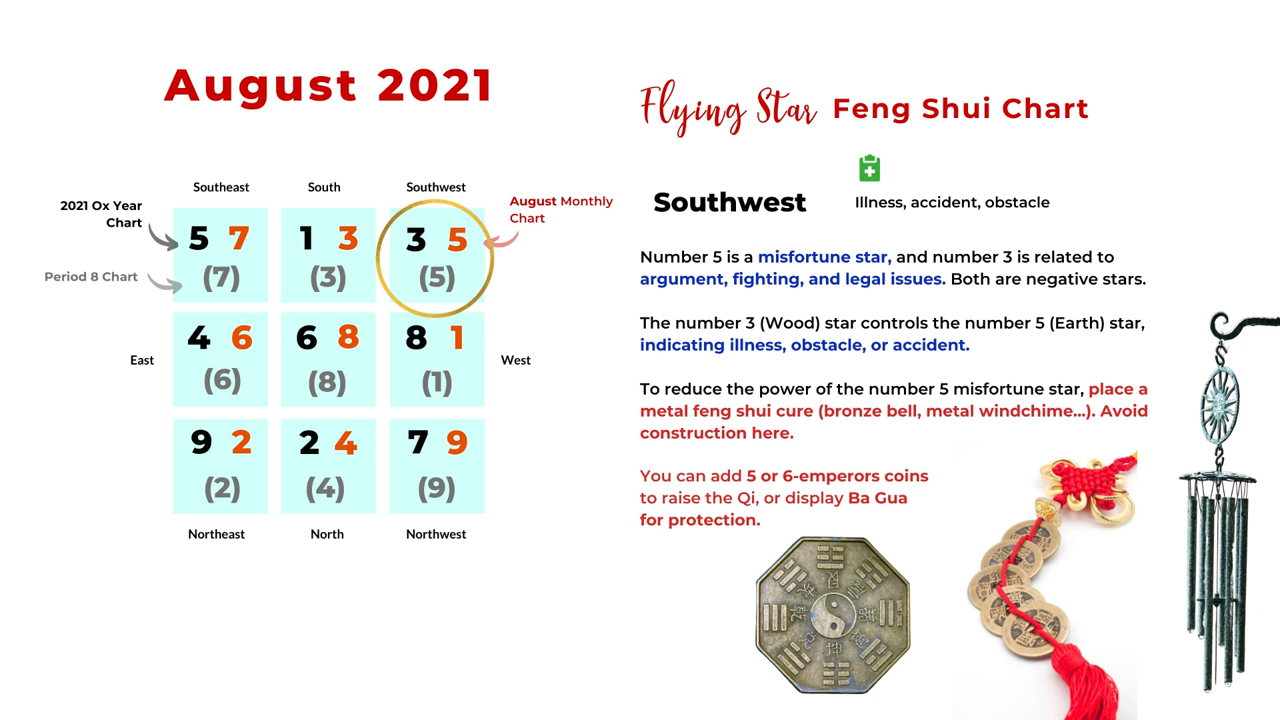 August 2021
Flying Star Feng Shui Chart
Southeast South Southwest
2021 Ox Year
Chart
August Monthly
Chart
Period 8 Chart
5 7 1 3 3 5
(7) (3) (5)
East
4 6 6 8 8 1
(6) (8) (1)
West
9 2 2 4 7 9
(2) (4) (9)
Northeast North Northwest
Southwest
Illness, accident, obstacle
Number 5 is a misfortune star, and number 3 is related to
argument, fighting, and legal issues. Both are negative stars.
The number 3 (Wood) star controls the number 5 (Earth) star,
indicating illness, obstacle, or accident.
To reduce the power of the number 5 misfortune star, place a
metal feng shui cure (bronze bell, metal windchime...). Avoid
construction here.
You can add 5 or 6-emperors coins
to raise the Qi, or display Ba Gua
for protection.